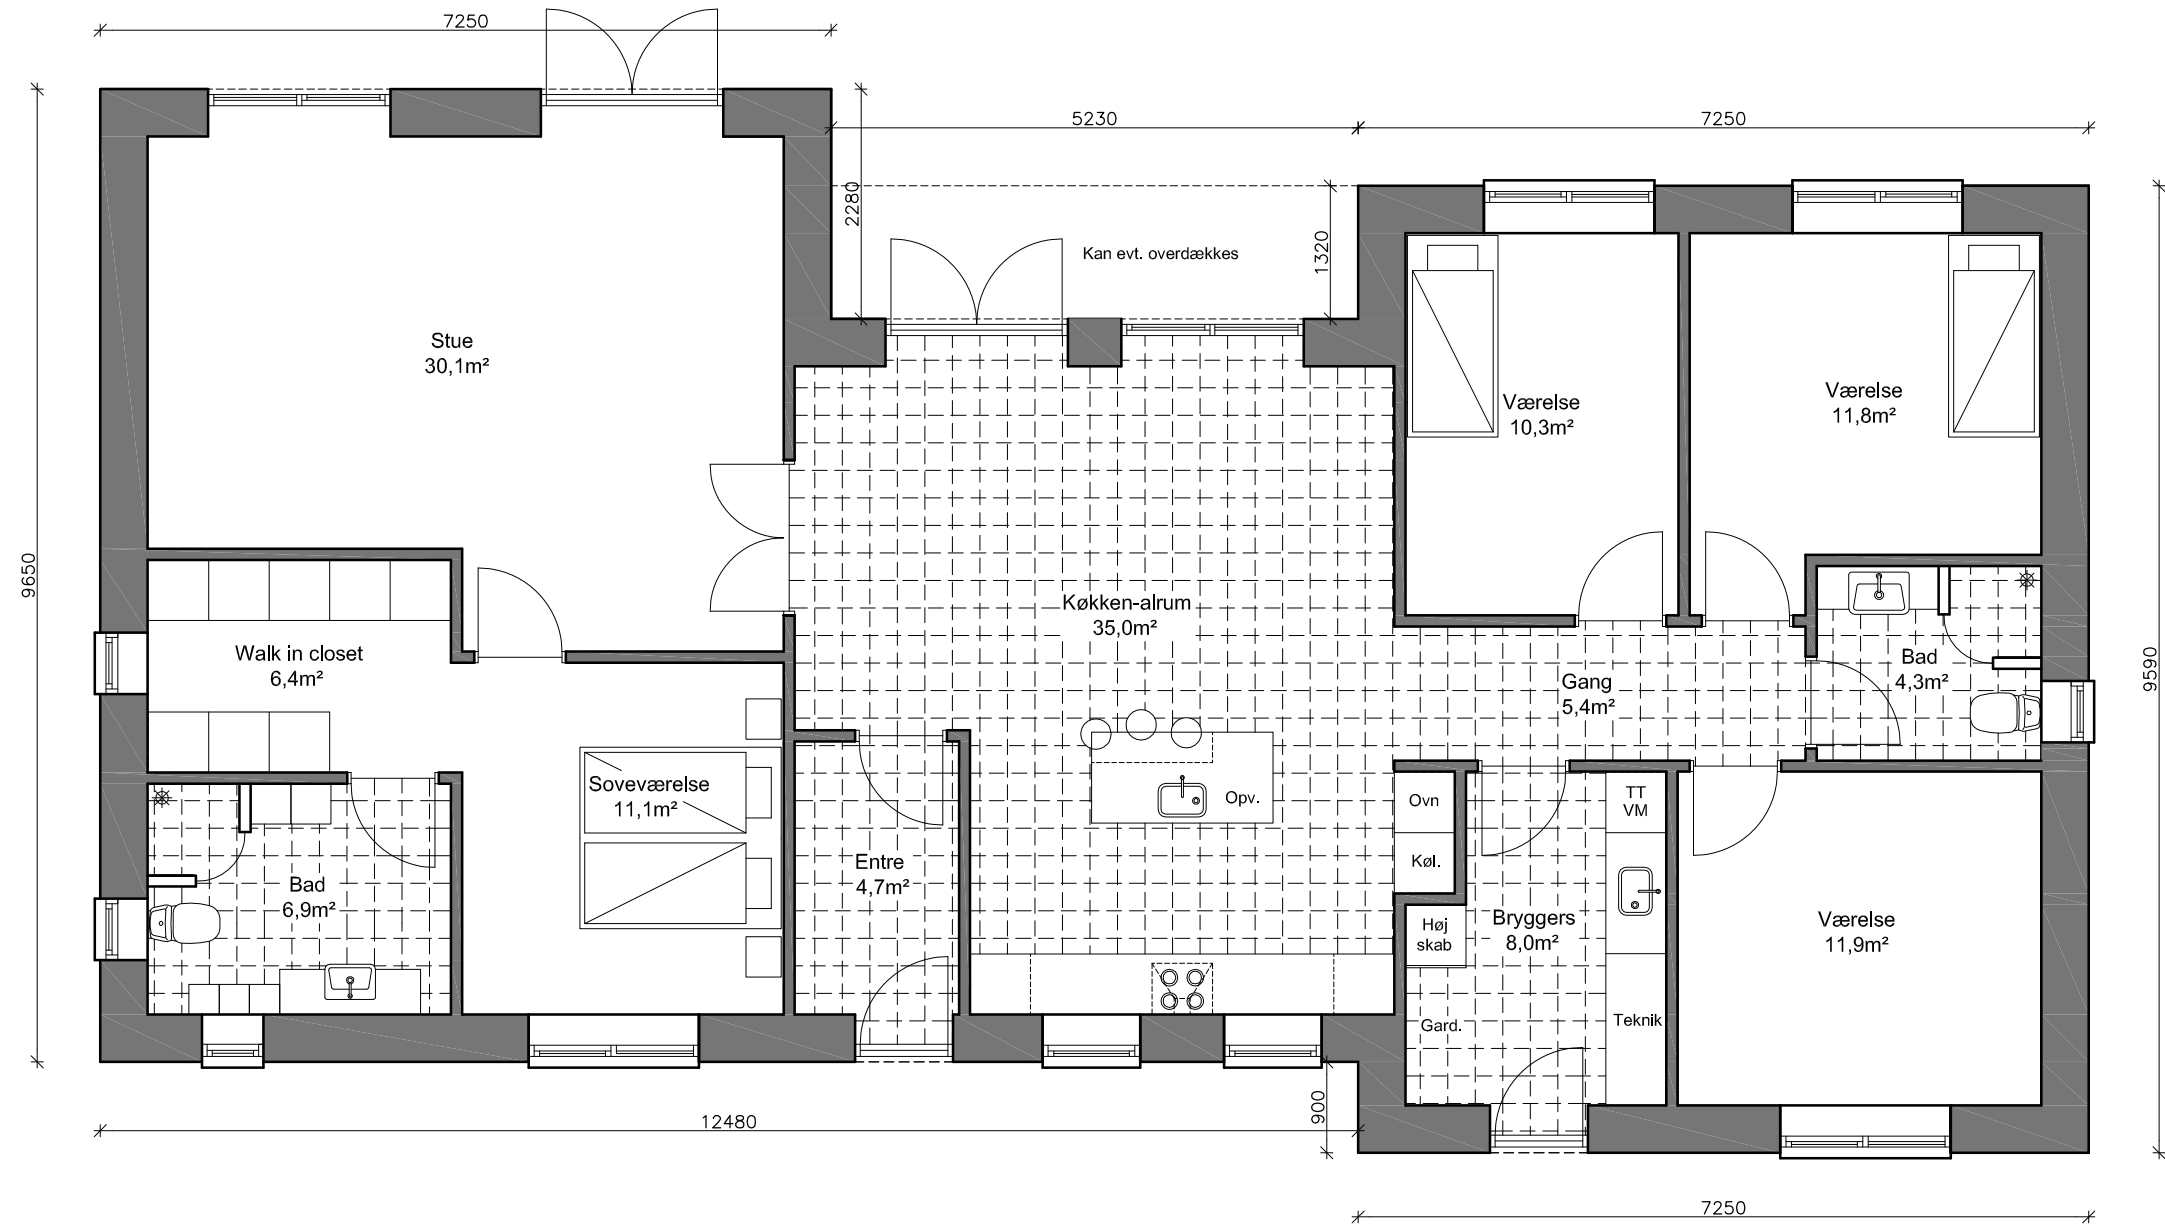 7250
5230
7250
2280
1320
Kan evt. overdækkes
9650
9590
Stue
30,1m²
Værelse
10,3m²
Værelse
11,8m²
Køkken-alrum
35,0m²
Walk in closet
6,4m²
Gang
5,4m²
Bad
4,3m²
Soveværelse
11,1m²
Opv.
Ovn
Køl.
TT
VM
Entre
4,7m²
Bad
6,9m²
Høj
skab
Bryggers
8,0m²
Værelse
11,9m²
Gard.
Teknik
900
12480
7250